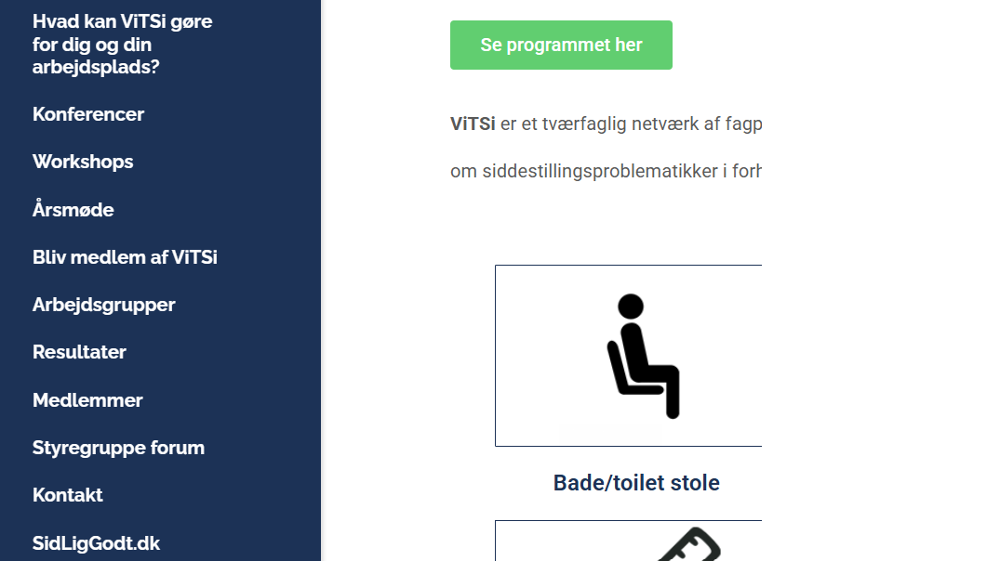 Hvad kan ViTSi gøre
for dig og din
arbejdsplads?
Konferencer
Workshops
Årsmøde
Bliv medlem af ViTSi
Arbejdsgrupper
Resultater
Medlemmer
Styregruppe forum
Kontakt
SidLigGodt.dk
Se programmet her
ViTSi er et tværfaglig netværk af fagp
om siddestillingsproblematikker i forh
Bade/toilet stole